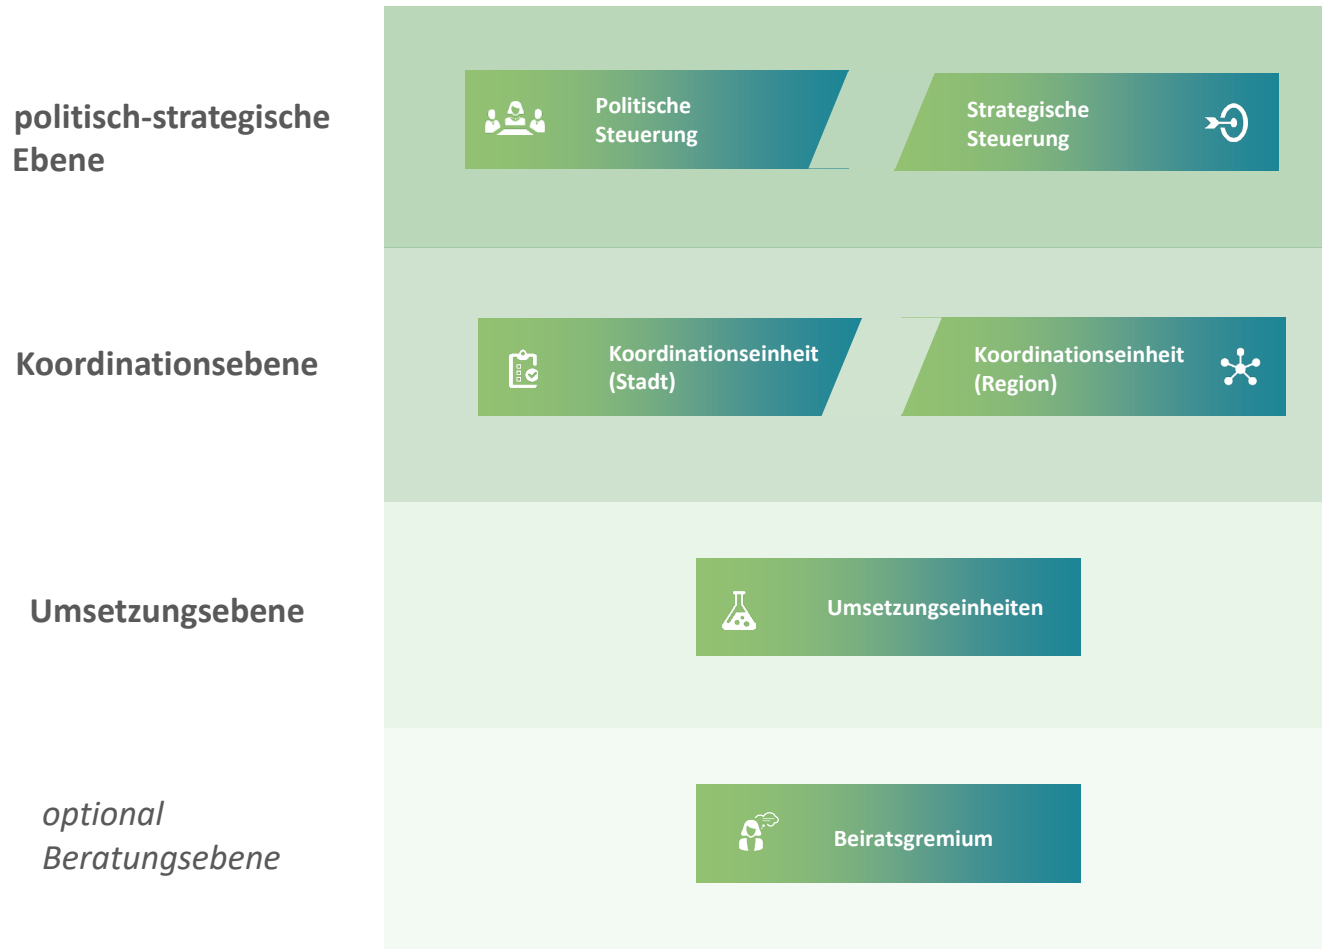 politisch-strategische
Ebene
Politische
Steuerung
Strategische
Steuerung
Koordinationsebene
Koordinationseinheit
(Stadt)
Koordinationseinheit
(Region)
Umsetzungsebene
Umsetzungseinheiten
optional
Beratungsebene
Beiratsgremium